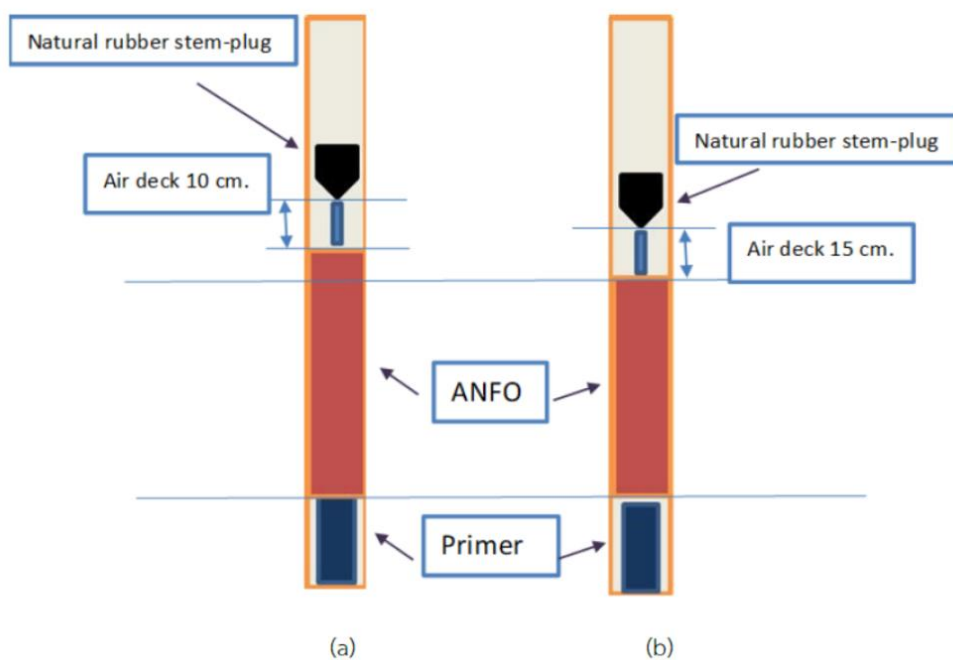 Natural rubber stem-plug
Natural rubber stem-plug
Air deck 10 cm.
Air deck 15 cm.
ANFO
Primer
(a)
(b)